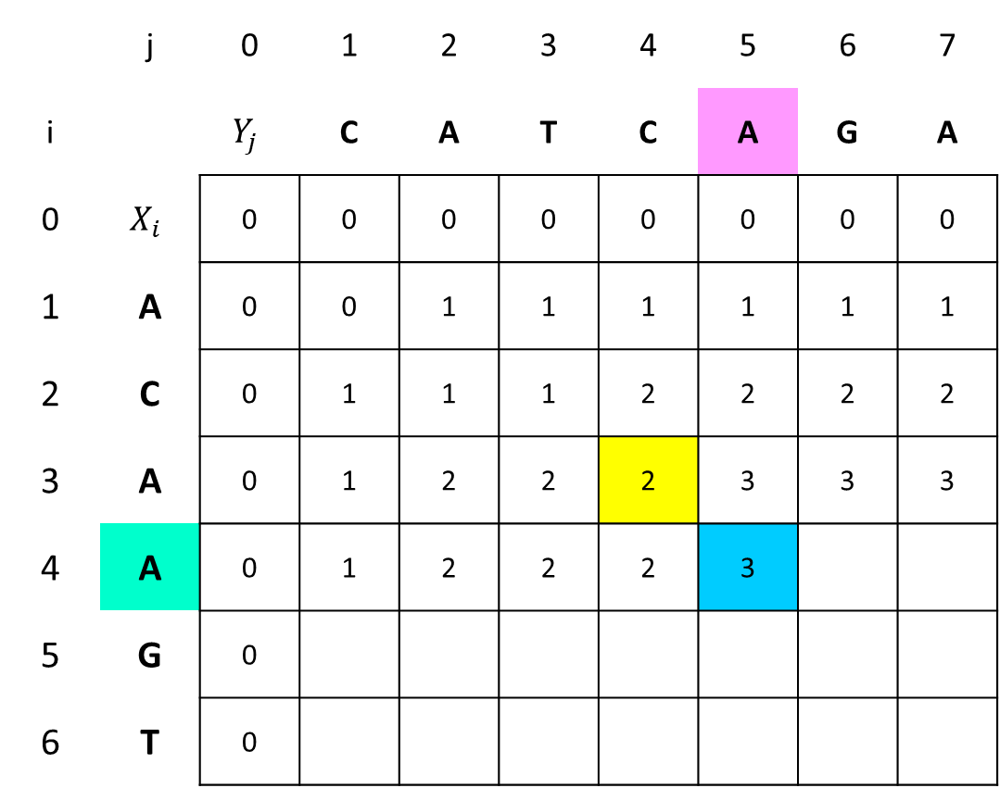 j 0 1 2 3 4 5 6 7
i Yj C A T C A G A
0 Xi 0 0 0 0 0 0 0 0
1 A 0 0 1 1 1 1 1 1
2 C 0 1 1 1 2 2 2 2
3 A 0 1 2 2 2 3 3 3
4 A 0 1 2 2 2 3
5 G 0
6 T 0